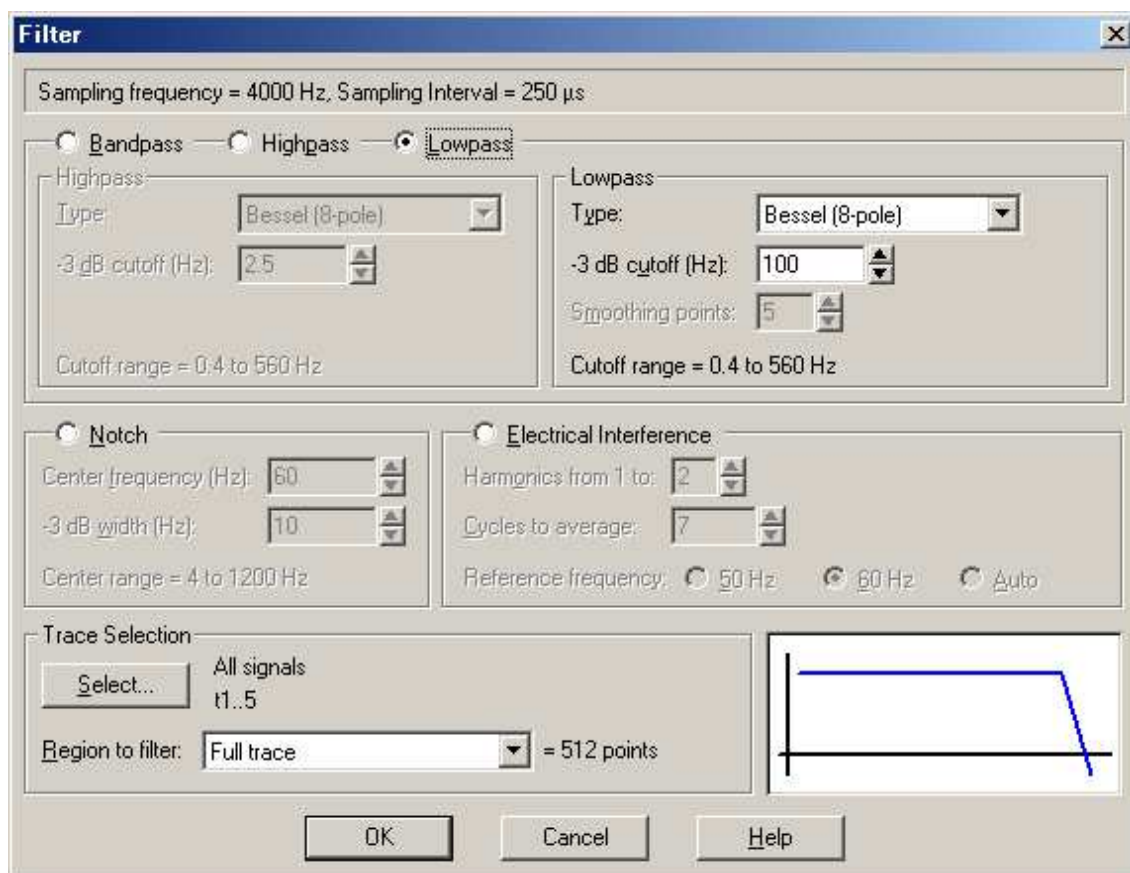 Filter
Sampling frequency = 4000 Hz, Sampling Interval = 250 µs
Bandpass Highpass Lowpass
Highpass
Type: Bessel (8-pole)
-3 dB cutoff (Hz): 2.5
Cutoff range = 0.4 to 560 Hz
Lowpass
Type: Bessel (8-pole)
-3 dB cutoff (Hz): 100
Smoothing points: 5
Cutoff range = 0.4 to 560 Hz
Notch
Center frequency (Hz): 60
-3 dB width (Hz): 10
Center range = 4 to 1200 Hz
Electrical Interference
Harmonics from 1 to: 2
Cycles to average: 7
Reference frequency: 50 Hz 60 Hz Auto
Trace Selection
Select... All signals
t1..5
Region to filter: Full trace = 512 points
OK Cancel Help